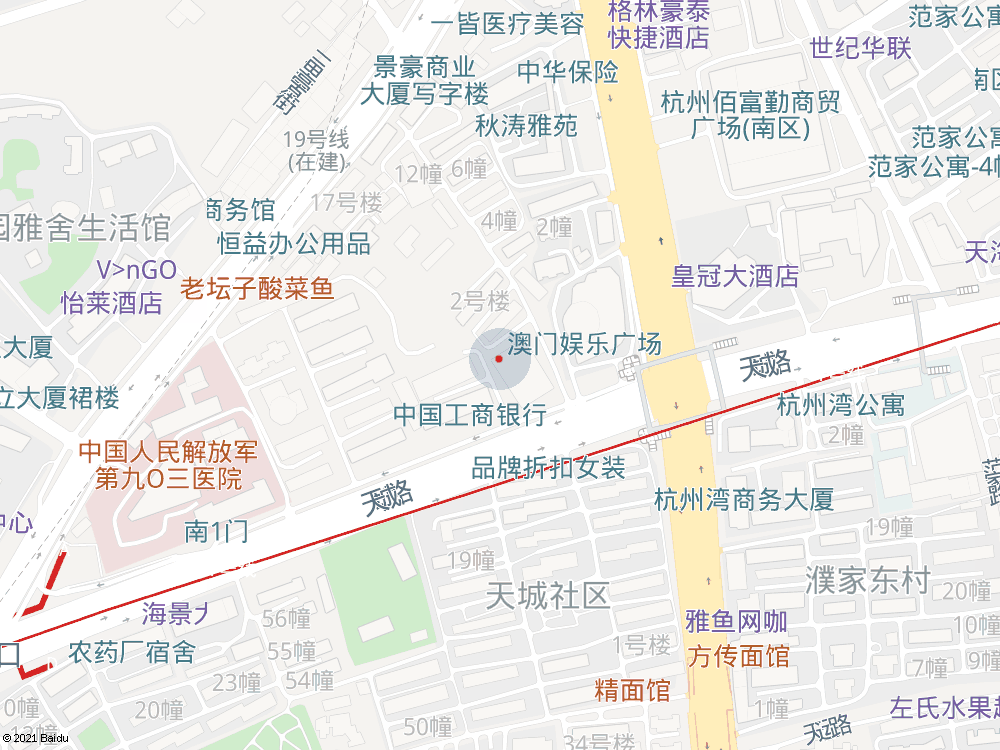 一皆医疗美容
格林豪泰
快捷酒店
范家公寓
世纪华联
景豪商业
大厦写字楼
中华保险
杭州佰富勤商贸
广场(南区)
南区
秋涛雅苑
19号线
(在建)
范家公寓
范家公寓-4幢
12幢
6幢
17号楼
商务馆
4幢
2幢
园雅舍生活馆
恒益办公用品
V>nGO
怡莱酒店
老坛子酸菜鱼
皇冠大酒店
2号楼
澳门娱乐广场
大厦
天城路
立大厦裙楼
中国工商银行
杭州湾公寓
2幢
中国人民解放军
第九〇三医院
品牌折扣女装
天城路
杭州湾商务大厦
范家路
中心
南1门
19幢
19幢
天城社区
濮家东村
20幢
海景大
56幢
雅鱼网咖
10幢
口
农药厂宿舍
55幢
1号楼
方传面馆
9幢
7幢
23幢
54幢
精面馆
0幢
20幢
1幢
左氏水果超
50幢
天运路
34号楼
© 2021 Baidu